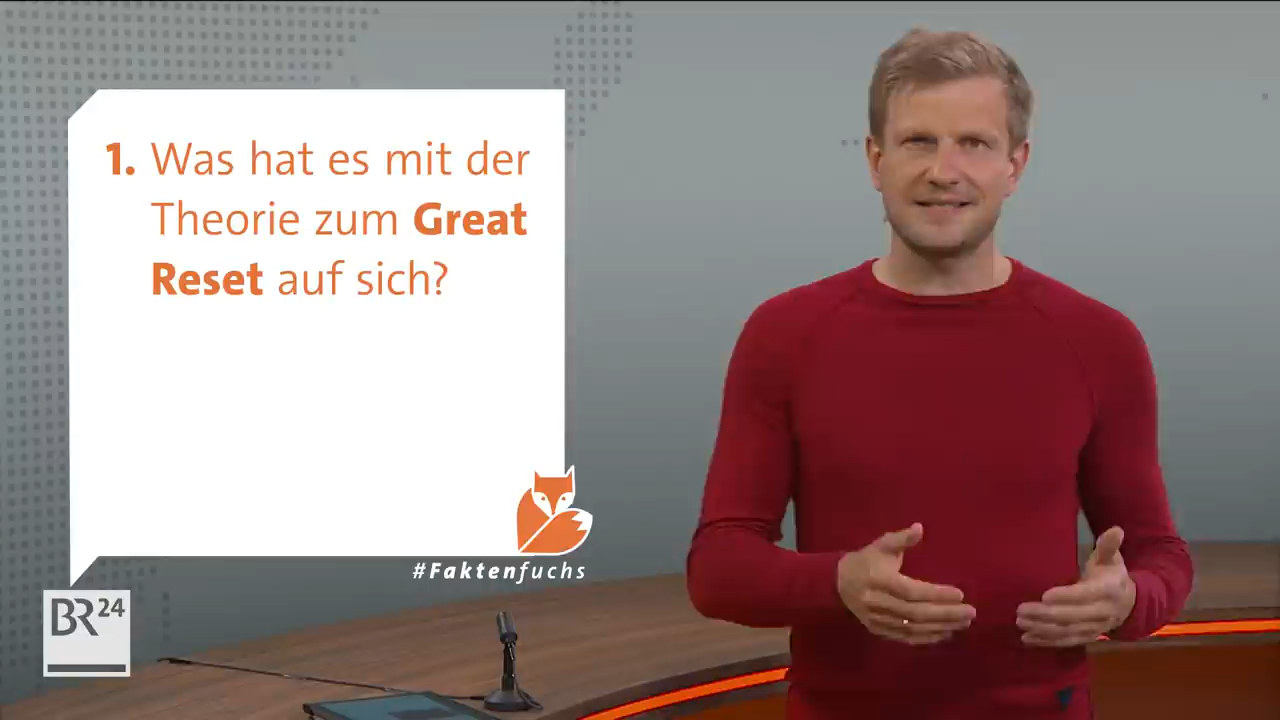 1. Was hat es mit der
Theorie zum Great
Reset auf sich?
#Faktenfuchs
BR24